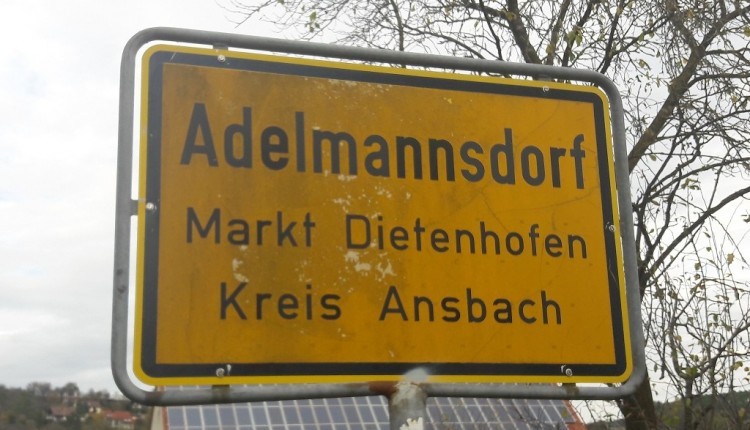 Adelmannsdorf
Markt Dietenhofen
Kreis Ansbach